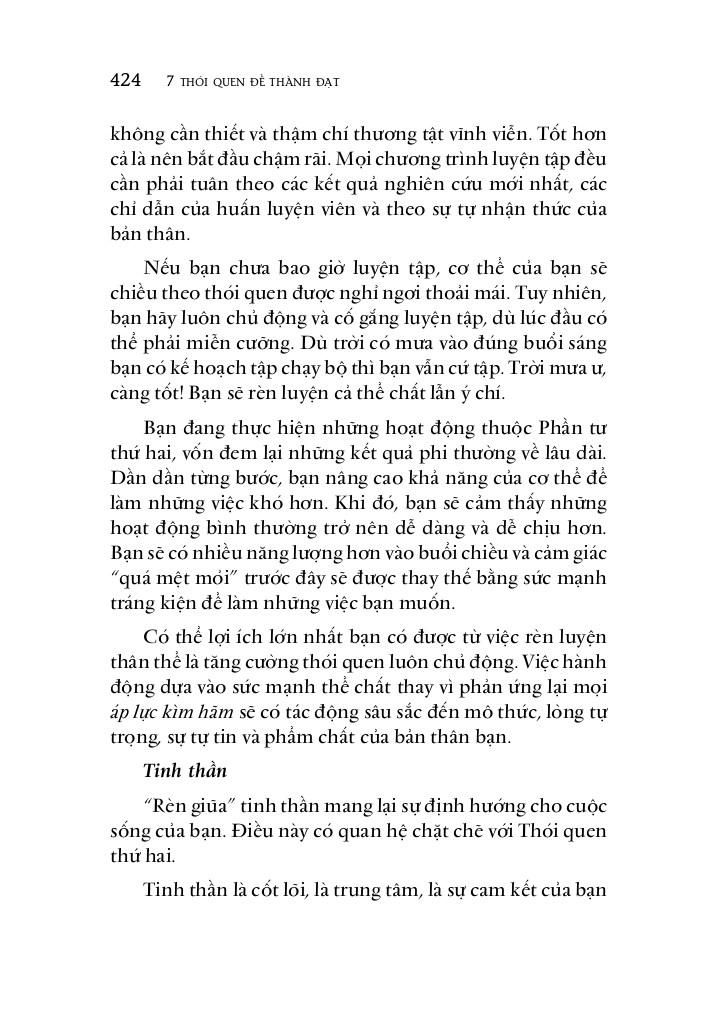 424 7 THÓI QUEN ĐỂ THÀNH ĐẠT
không cần thiết và thậm chí thương tật vĩnh viễn. Tốt hơn
cả là nên bắt đầu chậm rãi. Mọi chương trình luyện tập đều
cần phải tuân theo các kết quả nghiên cứu mới nhất, các
chỉ dẫn của huấn luyện viên và theo sự tự nhận thức của
bản thân.
Nếu bạn chưa bao giờ luyện tập, cơ thể của bạn sẽ
chiều theo thói quen được nghỉ ngơi thoải mái. Tuy nhiên,
bạn hãy luôn chủ động và cố gắng luyện tập, dù lúc đầu có
thể phải miễn cưỡng. Dù trời có mưa vào đúng buổi sáng
bạn có kế hoạch tập chạy bộ thì bạn vẫn cứ tập. Trời mưa ư,
càng tốt! Bạn sẽ rèn luyện cả thể chất lẫn ý chí.
Bạn đang thực hiện những hoạt động thuộc Phần tư
thứ hai, vốn đem lại những kết quả phi thường về lâu dài.
Dần dần từng bước, bạn nâng cao khả năng của cơ thể để
làm những việc khó hơn. Khi đó, bạn sẽ cảm thấy những
hoạt động bình thường trở nên dễ dàng và dễ chịu hơn.
Bạn sẽ có nhiều năng lượng hơn vào buổi chiều và cảm giác
“quá mệt mỏi” trước đây sẽ được thay thế bằng sức mạnh
tráng kiện để làm những việc bạn muốn.
Có thể lợi ích lớn nhất bạn có được từ việc rèn luyện
thân thể là tăng cường thói quen luôn chủ động. Việc hành
động dựa vào sức mạnh thể chất thay vì phản ứng lại mọi
áp lực kìm hãm sẽ có tác động sâu sắc đến mô thức, lòng tự
trọng, sự tự tin và phẩm chất của bản thân bạn.
Tinh thần
“Rèn giũa” tinh thần mang lại sự định hướng cho cuộc
sống của bạn. Điều này có quan hệ chặt chẽ với Thói quen
thứ hai.
Tinh thần là cốt lõi, là trung tâm, là sự cam kết của bạn